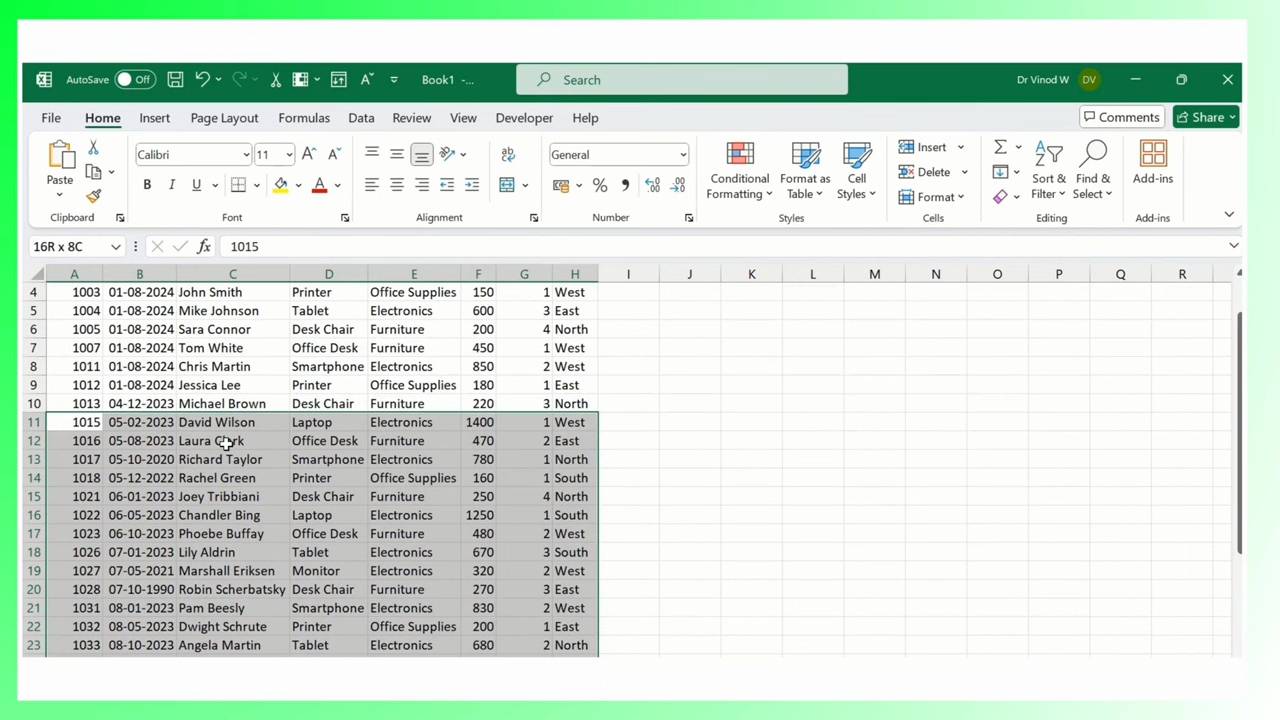 AutoSave Off Book1 -... Search Dr Vinod W DV
File Home Insert Page Layout Formulas Data Review View Developer Help Comments Share
Paste Calibri 11 General Conditional Formatting Format as Table Cell Styles Insert Delete Format Sort & Filter Find & Select Add-ins
Clipboard Font Alignment Number Styles Cells Editing Add-ins
16R x 8C fx 1015
A B C D E F G H I J K L M N O P Q R
4 1003 01-08-2024 John Smith Printer Office Supplies 150 1 West
5 1004 01-08-2024 Mike Johnson Tablet Electronics 600 3 East
6 1005 01-08-2024 Sara Connor Desk Chair Furniture 200 4 North
7 1007 01-08-2024 Tom White Office Desk Furniture 450 1 West
8 1011 01-08-2024 Chris Martin Smartphone Electronics 850 2 West
9 1012 01-08-2024 Jessica Lee Printer Office Supplies 180 1 East
10 1013 04-12-2023 Michael Brown Desk Chair Furniture 220 3 North
11 1015 05-02-2023 David Wilson Laptop Electronics 1400 1 West
12 1016 05-08-2023 Laura Clark Office Desk Furniture 470 2 East
13 1017 05-10-2020 Richard Taylor Smartphone Electronics 780 1 North
14 1018 05-12-2022 Rachel Green Printer Office Supplies 160 1 South
15 1021 06-01-2023 Joey Tribbiani Desk Chair Furniture 250 4 North
16 1022 06-05-2023 Chandler Bing Laptop Electronics 1250 1 South
17 1023 06-10-2023 Phoebe Buffay Office Desk Furniture 480 2 West
18 1026 07-01-2023 Lily Aldrin Tablet Electronics 670 3 South
19 1027 07-05-2021 Marshall Eriksen Monitor Electronics 320 2 West
20 1028 07-10-1990 Robin Scherbatsky Desk Chair Furniture 270 3 East
21 1031 08-01-2023 Pam Beesly Smartphone Electronics 830 2 West
22 1032 08-05-2023 Dwight Schrute Printer Office Supplies 200 1 East
23 1033 08-10-2023 Angela Martin Tablet Electronics 680 2 North